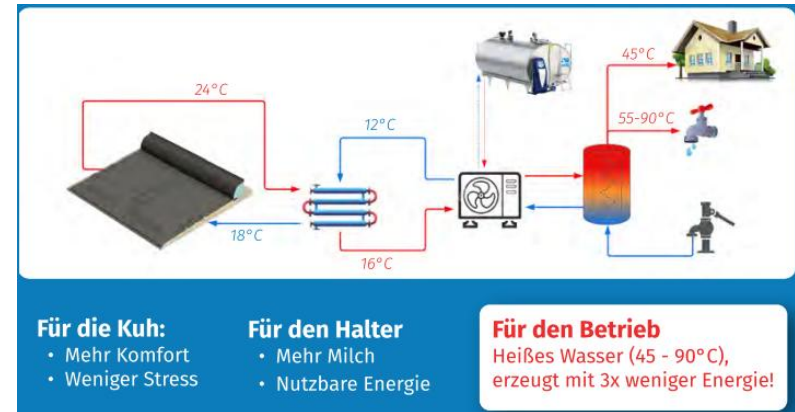 24°C
12°C
18°C
16°C
45°C
55-90°C
Für die Kuh:
• Mehr Komfort
• Weniger Stress
Für den Halter
• Mehr Milch
• Nutzbare Energie
Für den Betrieb
Heißes Wasser (45 - 90°C),
erzeugt mit 3x weniger Energie!